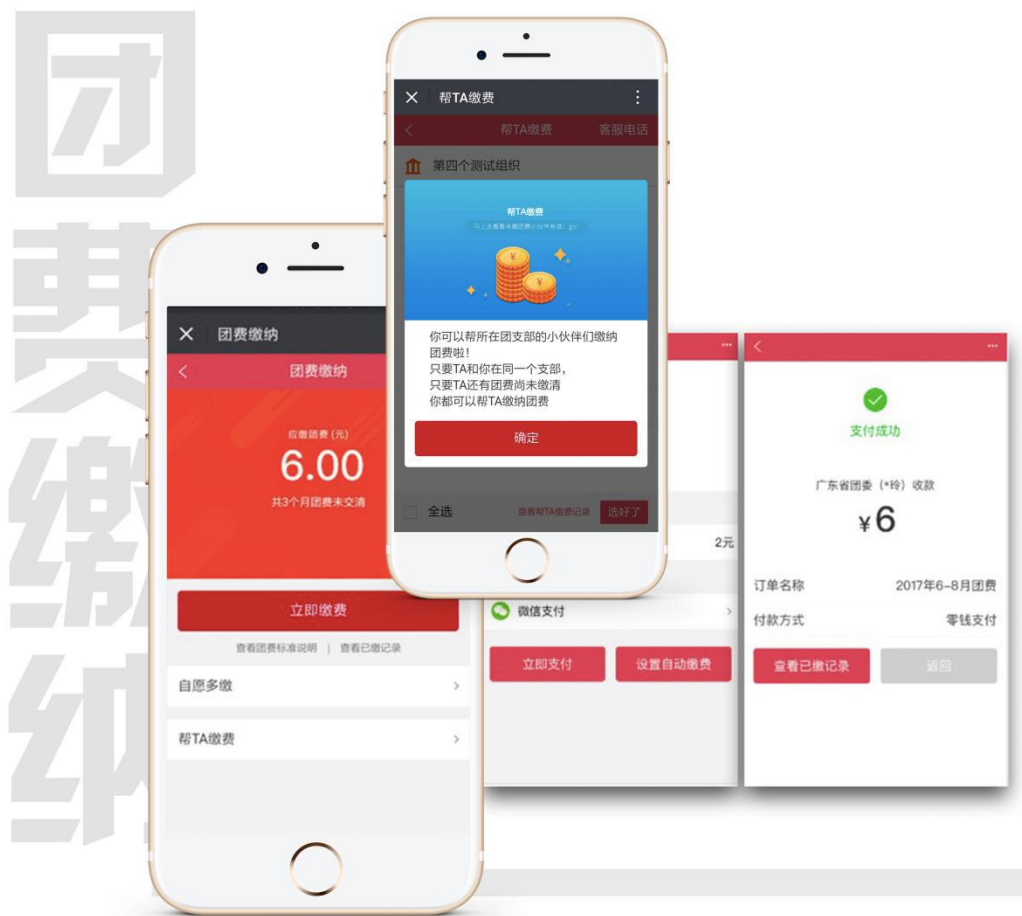 团费缴纳
团费缴纳
团费缴纳
应缴团费（元）
6.00
共3个月团费未交清
立即缴费
查看团费标准说明 | 查看已缴记录
自愿多缴
帮TA缴费
帮TA缴费
帮TA缴费 客服电话
第四个测试组织
帮TA缴费
你可以帮所在团支部的小伙伴们缴纳
团费啦！
只要TA和你在同一个支部，
只要TA还有团费尚未缴清
你都可以帮TA缴纳团费
确定
全选 查看帮TA缴费记录 选好了
2元
微信支付
立即支付 设置自动缴费
支付成功
广东省团委（*玲）收款
¥6
订单名称 2017年6-8月团费
付款方式 零钱支付
查看已缴记录 返回